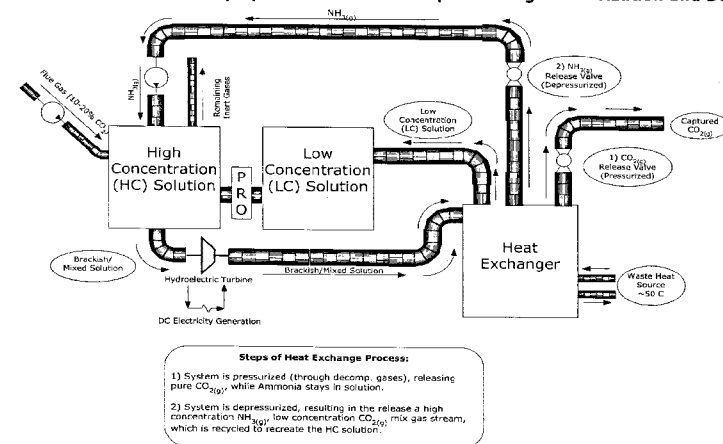 NH3(g)
Flue Gas (10-20% CO2)
NH3(g)
Remaining
Inert Gases
2) NH3(g)
Release Valve
(Depressurized)
Low
Concentration
(LC) Solution
Captured
CO2(g)
High
Concentration
(HC) Solution
P
R
O
Low
Concentration
(LC) Solution
1) CO2(g)
Release Valve
(Pressurized)
Heat
Exchanger
Brackish/
Mixed Solution
Brackish/Mixed Solution
Hydroelectric Turbine
Waste Heat
Source
~50 C
DC Electricity Generation
Steps of Heat Exchange Process:
1) System is pressurized (through decomp. gases), releasing
pure CO2(g), while Ammonia stays in solution.
2) System is depressurized, resulting in the release a high
concentration NH3(g), low concentration CO2(g) mix gas stream,
which is recycled to recreate the HC solution.